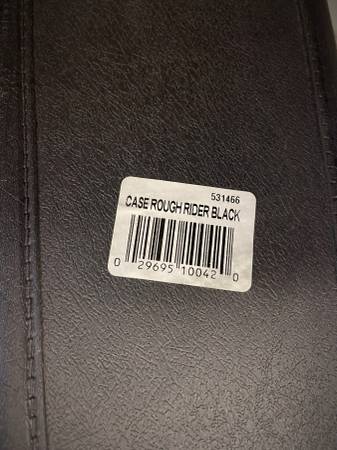 531466
CASE ROUGH RIDER BLACK
0 29695 10042 0